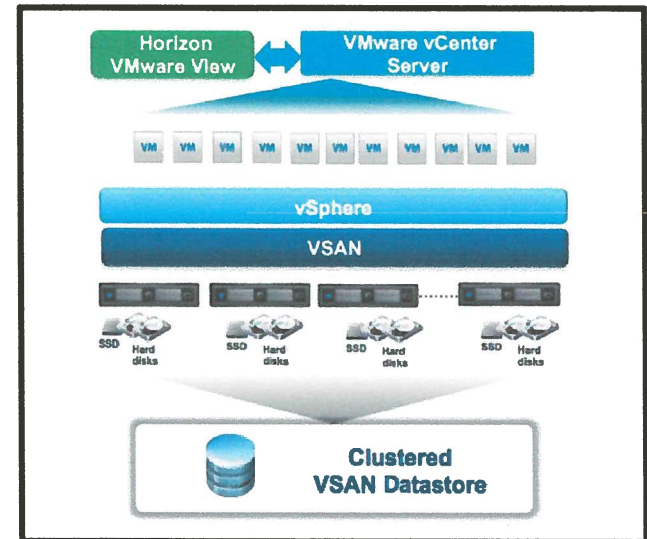 Horizon
VMware View
VMware vCenter
Server
VM VM VM VM VM VM VM VM VM VM VM
vSphere
VSAN
SSD Hard disks
SSD Hard disks
SSD Hard disks
SSD Hard disks
Clustered
VSAN Datastore